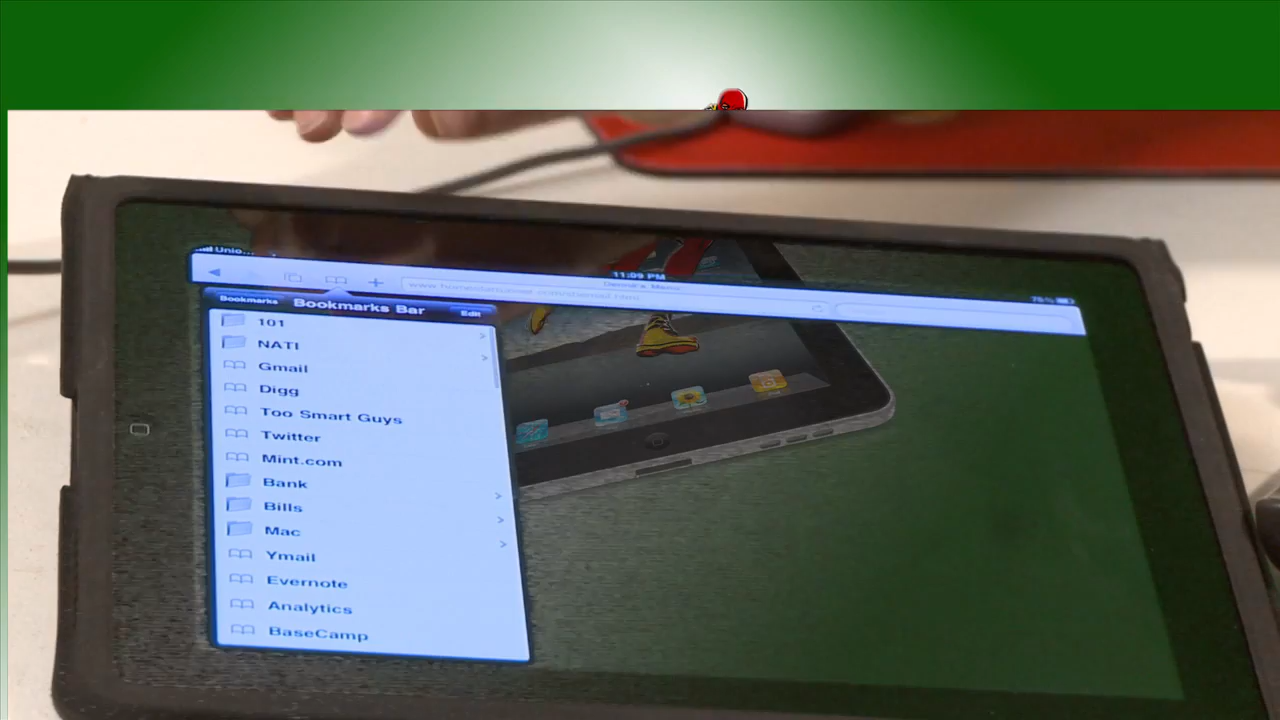 11:09 PM
76%
Bookmarks
Bookmarks Bar
Edit
101
NATI
Gmail
Digg
Too Smart Guys
Twitter
Mint.com
Bank
Bills
Mac
Ymail
Evernote
Analytics
BaseCamp